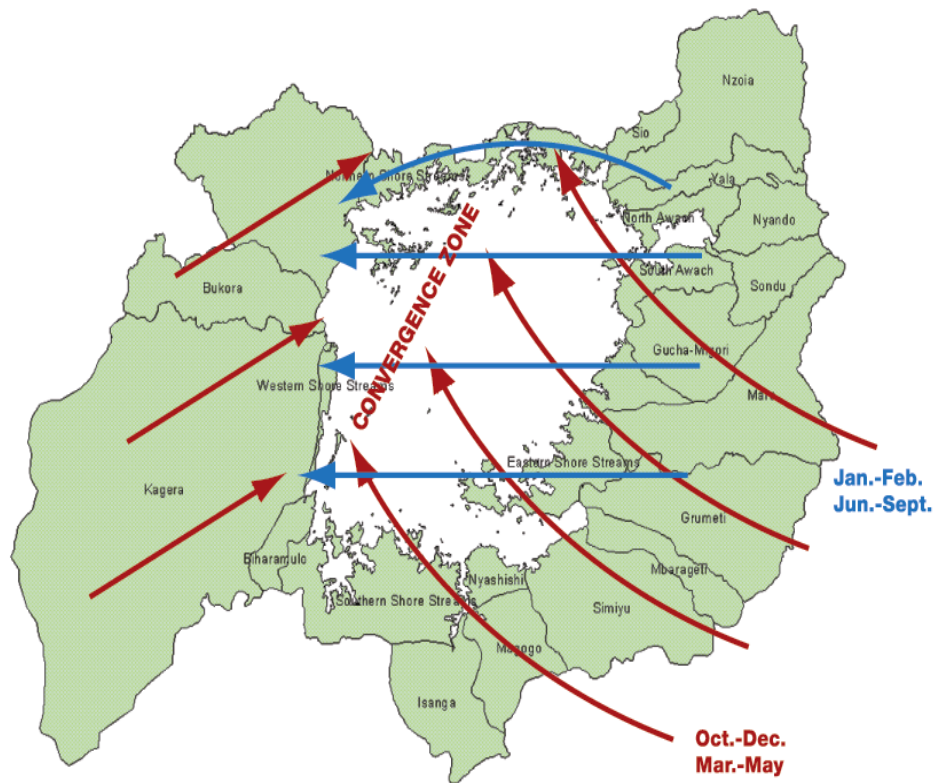 Nzoia
Sio
Northern Shore Streams
Yala
North Awach
Nyando
South Awach
Bukora
Sondu
CONVERGENCE ZONE
Gucha-Migori
Western Shore Streams
Mara
Eastern Shore Streams
Jan.-Feb.
Jun.-Sept.
Kagera
Grumeti
Biharamulo
Mbarageti
Nyashishi
Southern Shore Streams
Simiyu
Magogo
Isanga
Oct.-Dec.
Mar.-May